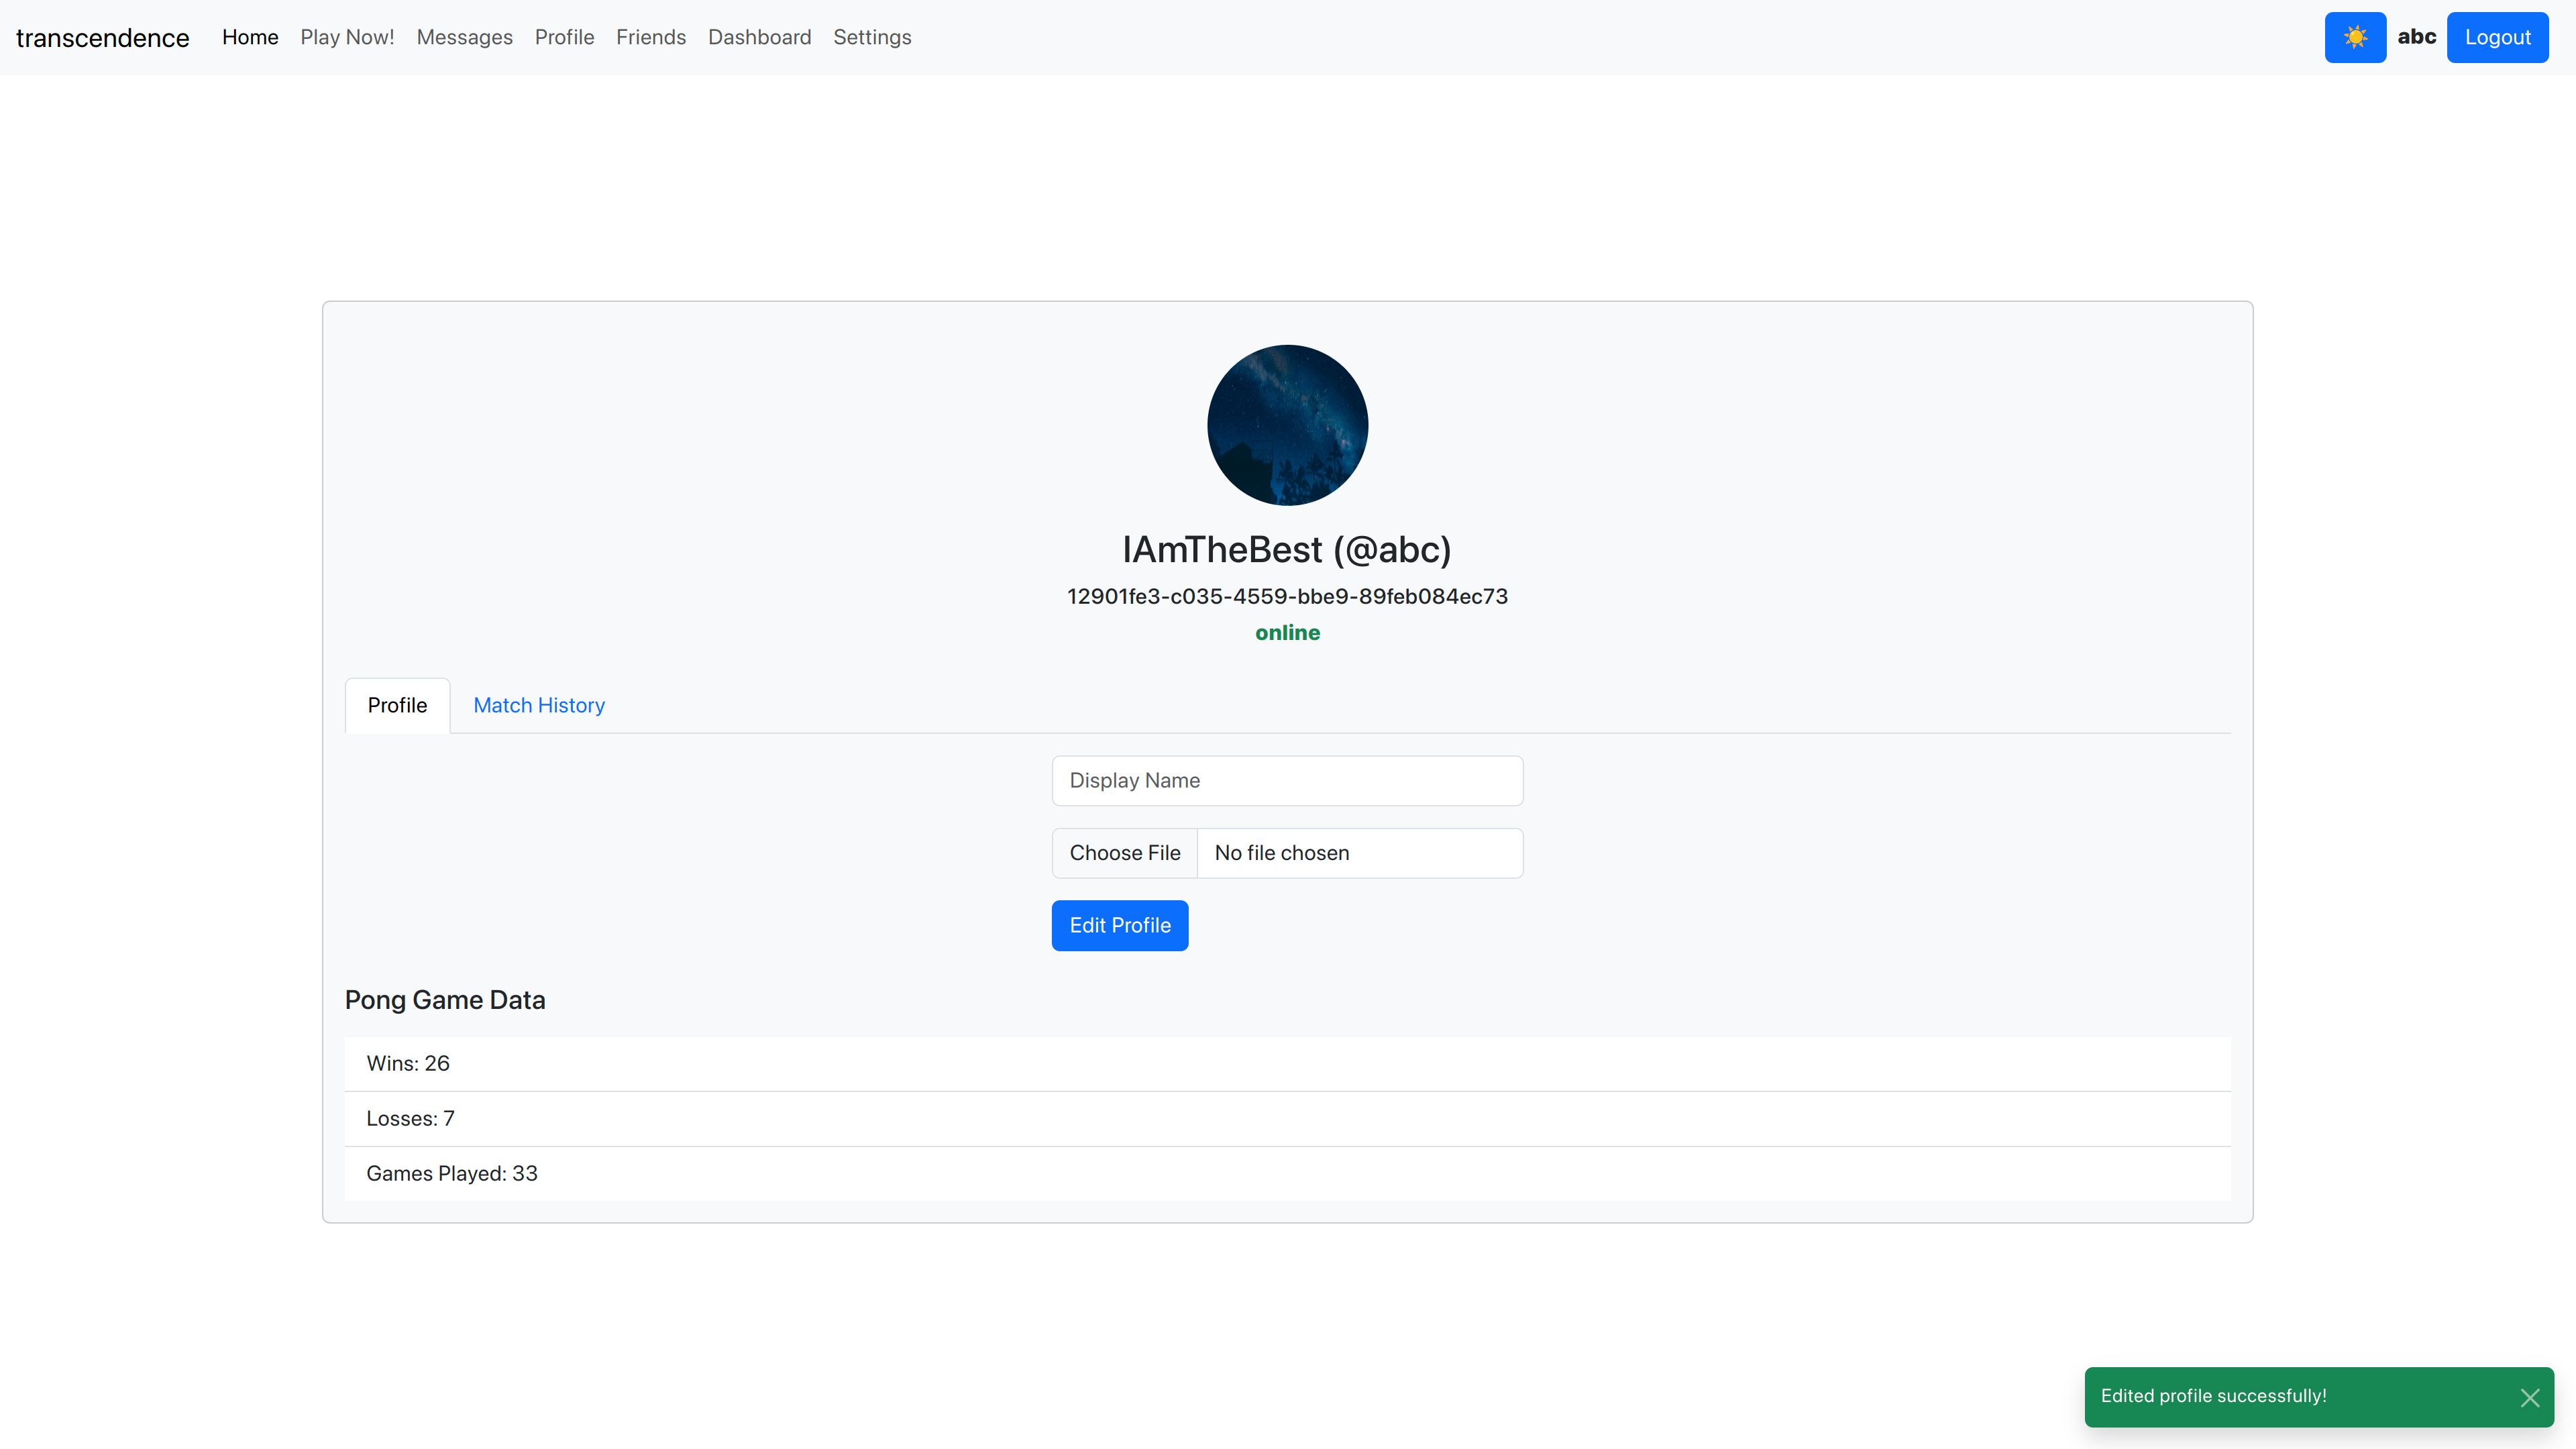 transcendence Home Play Now! Messages Profile Friends Dashboard Settings ☀️ abc Logout
IAmTheBest (@abc)
12901fe3-c035-4559-bbe9-89feb084ec73
online
Profile Match History
Display Name
Choose File No file chosen
Edit Profile
Pong Game Data
Wins: 26
Losses: 7
Games Played: 33
Edited profile successfully!